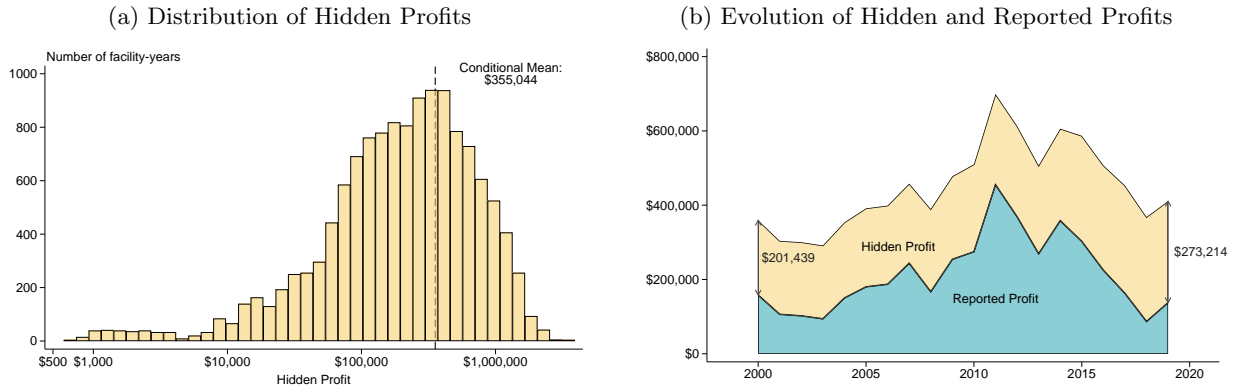 (a) Distribution of Hidden Profits
Number of facility-years
Conditional Mean:
$355,044
1000
800
600
400
200
0
$500 $1,000 $10,000 $100,000 $1,000,000
Hidden Profit
(b) Evolution of Hidden and Reported Profits
$800,000
$600,000
$400,000
$200,000
$0
Hidden Profit
$201,439
$273,214
Reported Profit
2000 2005 2010 2015 2020